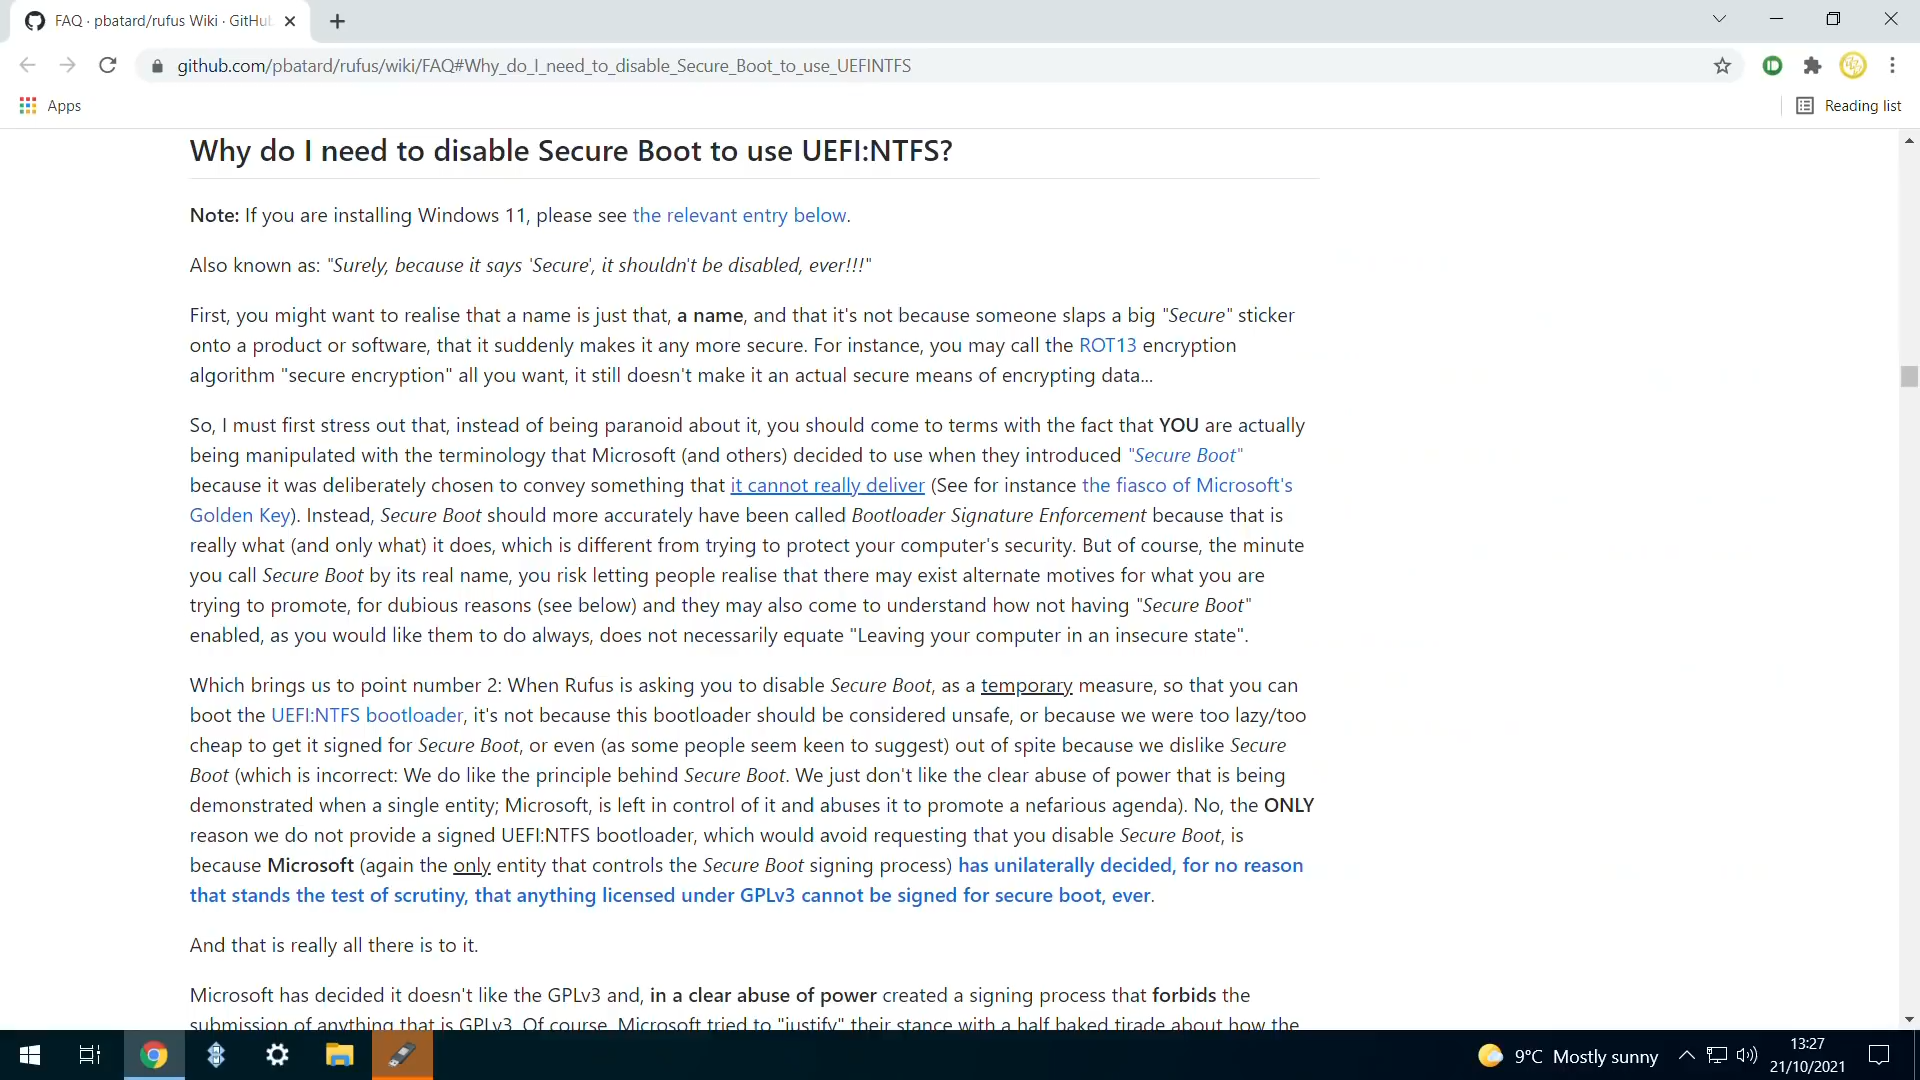 FAQ · pbatard/rufus Wiki · GitHu
github.com/pbatard/rufus/wiki/FAQ#Why_do_I_need_to_disable_Secure_Boot_to_use_UEFINTFS
Apps
Reading list
Why do I need to disable Secure Boot to use UEFI:NTFS?
Note: If you are installing Windows 11, please see the relevant entry below.
Also known as: "Surely, because it says 'Secure', it shouldn't be disabled, ever!!!"
First, you might want to realise that a name is just that, a name, and that it's not because someone slaps a big "Secure" sticker
onto a product or software, that it suddenly makes it any more secure. For instance, you may call the ROT13 encryption
algorithm "secure encryption" all you want, it still doesn't make it an actual secure means of encrypting data...
So, I must first stress out that, instead of being paranoid about it, you should come to terms with the fact that YOU are actually
being manipulated with the terminology that Microsoft (and others) decided to use when they introduced "Secure Boot"
because it was deliberately chosen to convey something that it cannot really deliver (See for instance the fiasco of Microsoft's
Golden Key). Instead, Secure Boot should more accurately have been called Bootloader Signature Enforcement because that is
really what (and only what) it does, which is different from trying to protect your computer's security. But of course, the minute
you call Secure Boot by its real name, you risk letting people realise that there may exist alternate motives for what you are
trying to promote, for dubious reasons (see below) and they may also come to understand how not having "Secure Boot"
enabled, as you would like them to do always, does not necessarily equate "Leaving your computer in an insecure state".
Which brings us to point number 2: When Rufus is asking you to disable Secure Boot, as a temporary measure, so that you can
boot the UEFI:NTFS bootloader, it's not because this bootloader should be considered unsafe, or because we were too lazy/too
cheap to get it signed for Secure Boot, or even (as some people seem keen to suggest) out of spite because we dislike Secure
Boot (which is incorrect: We do like the principle behind Secure Boot. We just don't like the clear abuse of power that is being
demonstrated when a single entity; Microsoft, is left in control of it and abuses it to promote a nefarious agenda). No, the ONLY
reason we do not provide a signed UEFI:NTFS bootloader, which would avoid requesting that you disable Secure Boot, is
because Microsoft (again the only entity that controls the Secure Boot signing process) has unilaterally decided, for no reason
that stands the test of scrutiny, that anything licensed under GPLv3 cannot be signed for secure boot, ever.
And that is really all there is to it.
Microsoft has decided it doesn't like the GPLv3 and, in a clear abuse of power created a signing process that forbids the
submission of anything that is GPLv3. Of course, Microsoft tried to "justify" their stance with a half baked tirade about how the
9°C Mostly sunny
13:27
21/10/2021